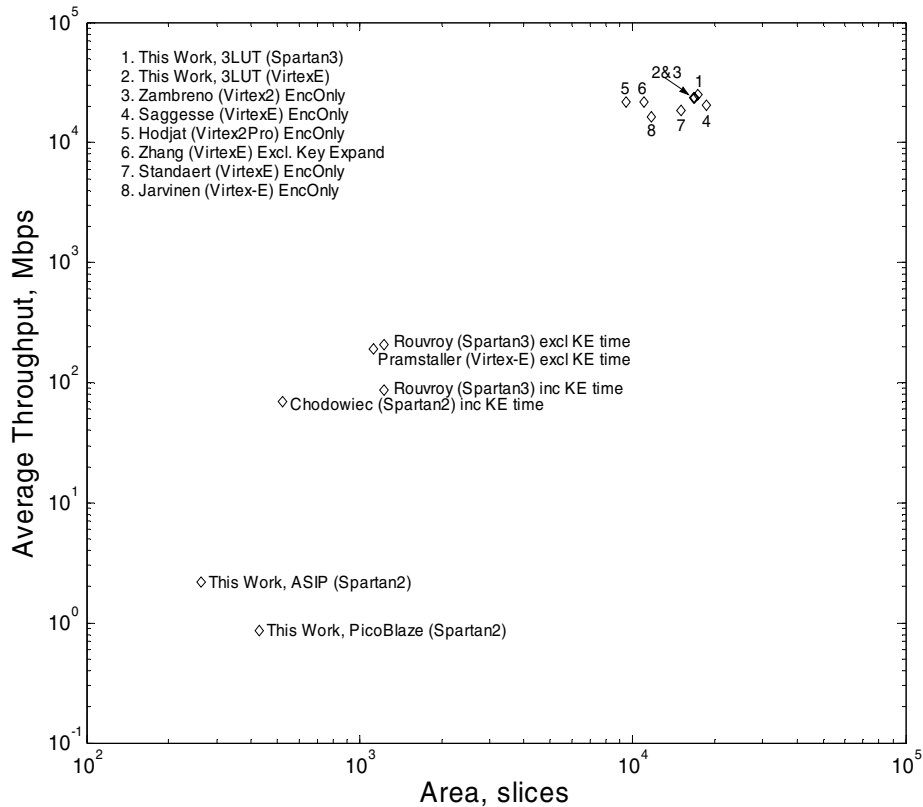 10^5
1. This Work, 3LUT (Spartan3)
2. This Work, 3LUT (VirtexE)
3. Zambreno (Virtex2) EncOnly
4. Saggesse (VirtexE) EncOnly
5. Hodjat (Virtex2Pro) EncOnly
6. Zhang (VirtexE) Excl. Key Expand
7. Standaert (VirtexE) EncOnly
8. Jarvinen (Virtex-E) EncOnly
2&3
1
5 6
8
7
4
10^4
10^3
Rouvroy (Spartan3) excl KE time
Pramstaller (Virtex-E) excl KE time
10^2
Rouvroy (Spartan3) inc KE time
Chodowiec (Spartan2) inc KE time
10^1
This Work, ASIP (Spartan2)
10^0
This Work, PicoBlaze (Spartan2)
10^-1
Average Throughput, Mbps
10^2 10^3 10^4 10^5
Area, slices